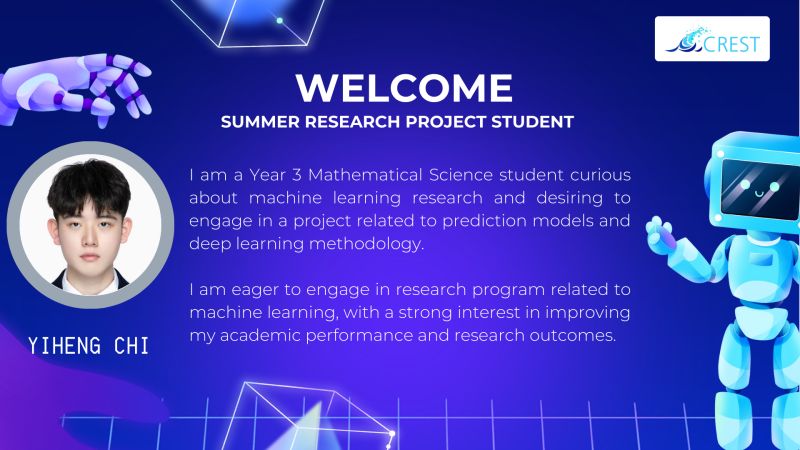 CREST
WELCOME
SUMMER RESEARCH PROJECT STUDENT
I am a Year 3 Mathematical Science student curious
about machine learning research and desiring to
engage in a project related to prediction models and
deep learning methodology.
I am eager to engage in research program related to
machine learning, with a strong interest in improving
my academic performance and research outcomes.
YIHENG CHI